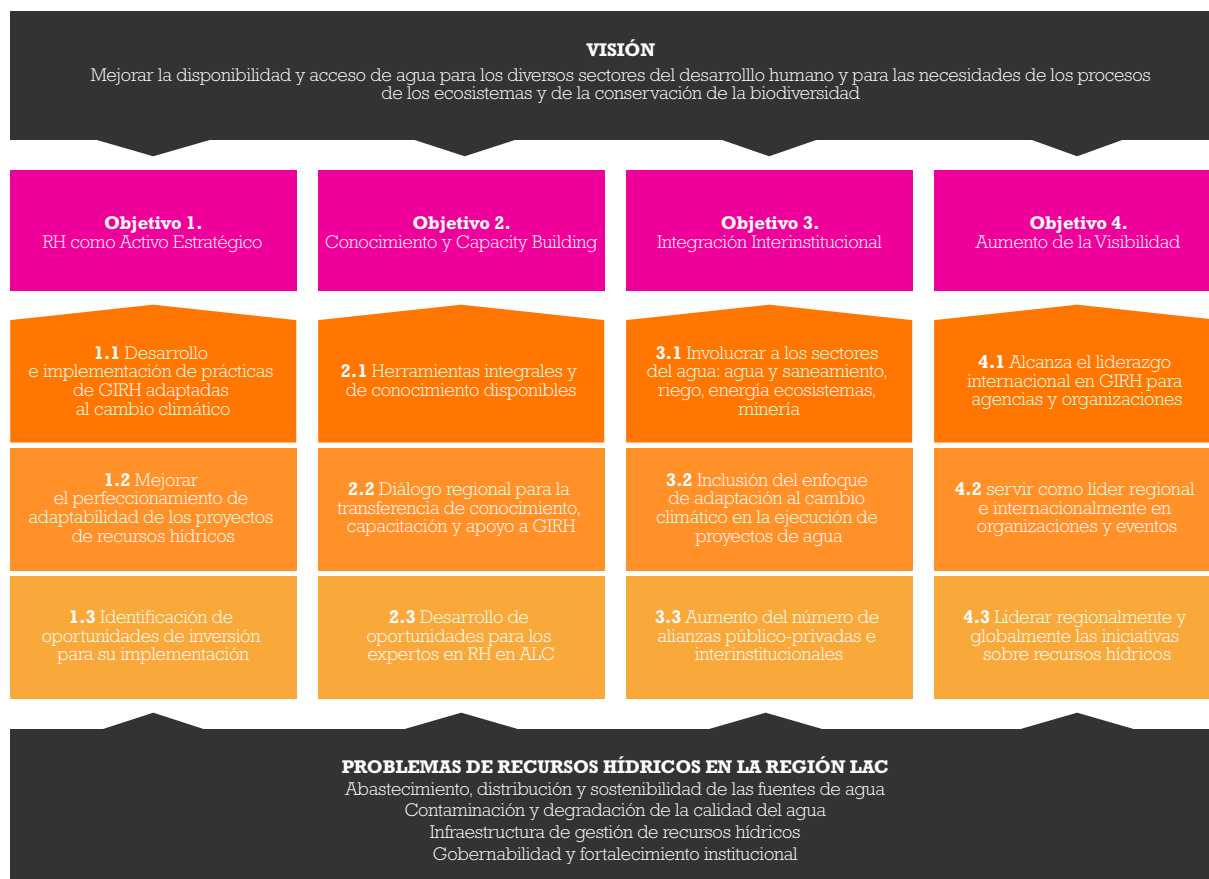 VISIÓN
Mejorar la disponibilidad y acceso de agua para los diversos sectores del desarrolllo humano y para las necesidades de los procesos
de los ecosistemas y de la conservación de la biodiversidad
Objetivo 1.
RH como Activo Estratégico
Objetivo 2.
Conocimiento y Capacity Building
Objetivo 3.
Integración Interinstitucional
Objetivo 4.
Aumento de la Visibilidad
1.1 Desarrollo
e implementación de prácticas
de GIRH adaptadas
al cambio climático
2.1 Herramientas integrales y
de conocimiento disponibles
3.1 Involucrar a los sectores
del agua: agua y saneamiento,
riego, energía ecosistemas,
minería
4.1 Alcanza el liderazgo
internacional en GIRH para
agencias y organizaciones
1.2 Mejorar
el perfeccionamiento de
adaptabilidad de los proyectos
de recursos hídricos
2.2 Diálogo regional para la
transferencia de conocimiento,
capacitación y apoyo a GIRH
3.2 Inclusión del enfoque
de adaptación al cambio
climático en la ejecución de
proyectos de agua
4.2 servir como líder regional
e internacionalmente en
organizaciones y eventos
1.3 Identificación de
oportunidades de inversión
para su implementación
2.3 Desarrollo de
oportunidades para los
expertos en RH en ALC
3.3 Aumento del número de
alianzas público-privadas e
interinstitucionales
4.3 Liderar regionalmente y
globalmente las iniciativas
sobre recursos hídricos
PROBLEMAS DE RECURSOS HÍDRICOS EN LA REGIÓN LAC
Abastecimiento, distribución y sostenibilidad de las fuentes de agua
Contaminación y degradación de la calidad del agua
Infraestructura de gestión de recursos hídricos
Gobernabilidad y fortalecimiento institucional